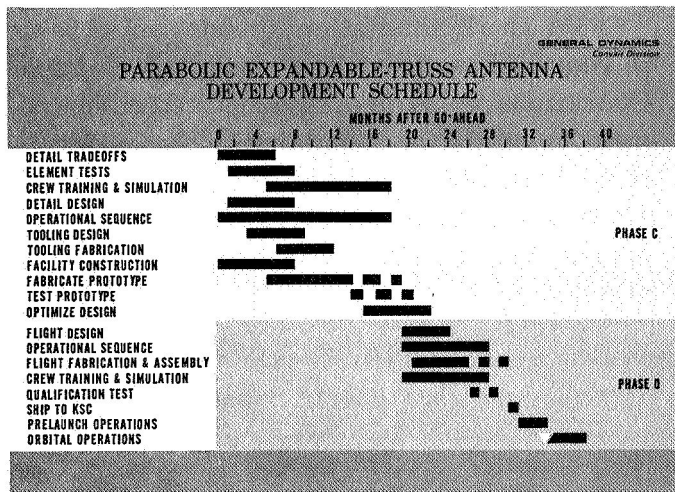 GENERAL DYNAMICS
Convair Division
PARABOLIC EXPANDABLE-TRUSS ANTENNA
DEVELOPMENT SCHEDULE
MONTHS AFTER GO-AHEAD
0 4 8 12 16 20 24 28 32 36 40
DETAIL TRADEOFFS
ELEMENT TESTS
CREW TRAINING & SIMULATION
DETAIL DESIGN
OPERATIONAL SEQUENCE
TOOLING DESIGN
PHASE C
TOOLING FABRICATION
FACILITY CONSTRUCTION
FABRICATE PROTOTYPE
TEST PROTOTYPE
OPTIMIZE DESIGN
FLIGHT DESIGN
OPERATIONAL SEQUENCE
FLIGHT FABRICATION & ASSEMBLY
CREW TRAINING & SIMULATION
PHASE D
QUALIFICATION TEST
SHIP TO KSC
PRELAUNCH OPERATIONS
ORBITAL OPERATIONS